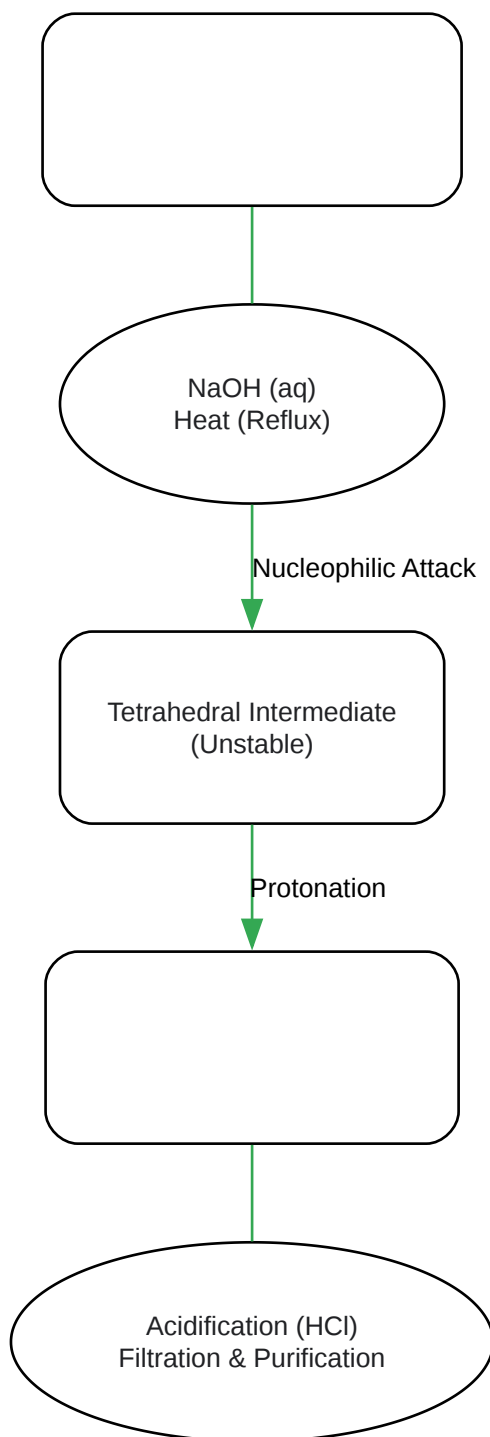 NaOH (aq)
Heat (Reflux)
Nucleophilic Attack
Tetrahedral Intermediate
(Unstable)
Protonation
Acidification (HCl)
Filtration & Purification